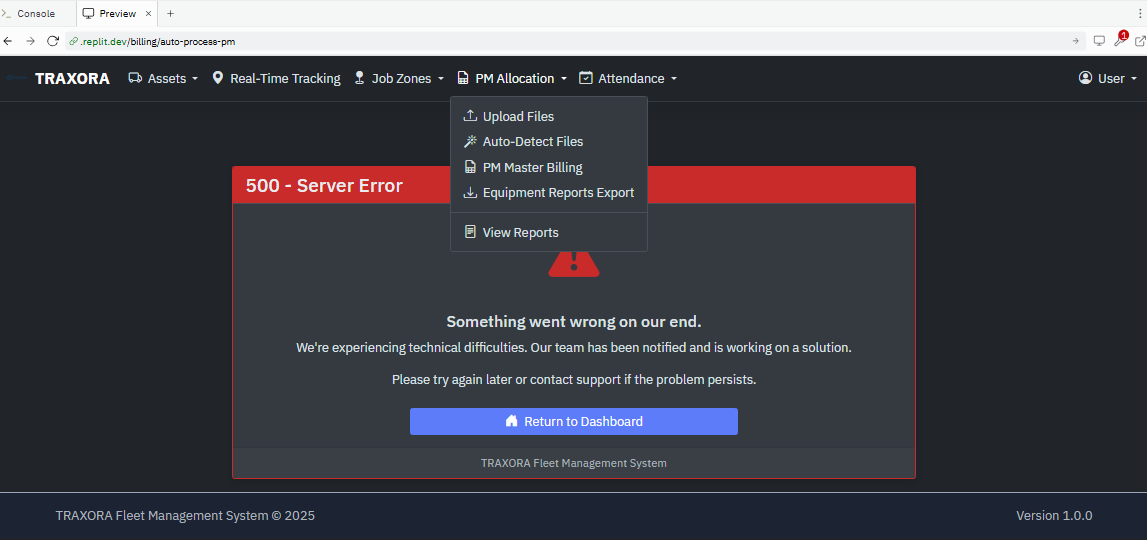 Console
Preview
.replit.dev/billing/auto-process-pm
1
TRAXORA
Assets
Real-Time Tracking
Job Zones
PM Allocation
Attendance
User
Upload Files
Auto-Detect Files
PM Master Billing
Equipment Reports Export
View Reports
500 - Server Error
Something went wrong on our end.
We're experiencing technical difficulties. Our team has been notified and is working on a solution.
Please try again later or contact support if the problem persists.
Return to Dashboard
TRAXORA Fleet Management System
TRAXORA Fleet Management System © 2025
Version 1.0.0